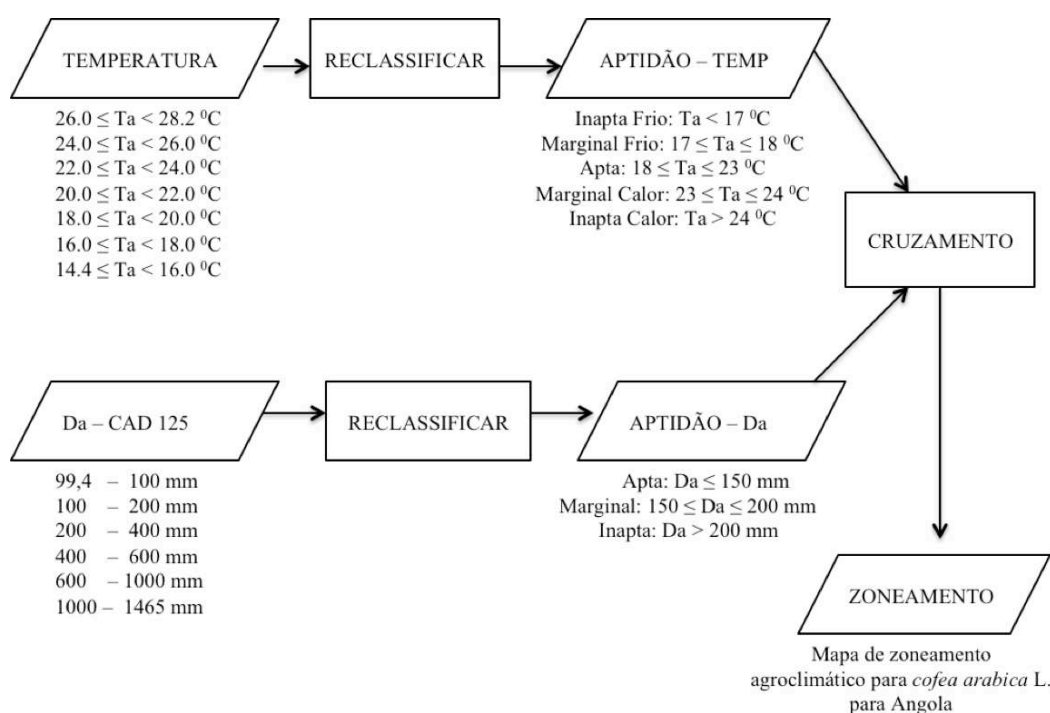 TEMPERATURA
RECLASSIFICAR
APTIDÃO – TEMP
26.0 ≤ Ta < 28.2 ⁰C
24.0 ≤ Ta < 26.0 ⁰C
22.0 ≤ Ta < 24.0 ⁰C
20.0 ≤ Ta < 22.0 ⁰C
18.0 ≤ Ta < 20.0 ⁰C
16.0 ≤ Ta < 18.0 ⁰C
14.4 ≤ Ta < 16.0 ⁰C
Inapta Frio: Ta < 17 ⁰C
Marginal Frio: 17 ≤ Ta ≤ 18 ⁰C
Apta: 18 ≤ Ta ≤ 23 ⁰C
Marginal Calor: 23 ≤ Ta ≤ 24 ⁰C
Inapta Calor: Ta > 24 ⁰C
CRUZAMENTO
Da – CAD 125
RECLASSIFICAR
APTIDÃO – Da
99,4 – 100 mm
100 – 200 mm
200 – 400 mm
400 – 600 mm
600 – 1000 mm
1000 – 1465 mm
Apta: Da ≤ 150 mm
Marginal: 150 ≤ Da ≤ 200 mm
Inapta: Da > 200 mm
ZONEAMENTO
Mapa de zoneamento
agroclimático para cofea arabica L.
para Angola